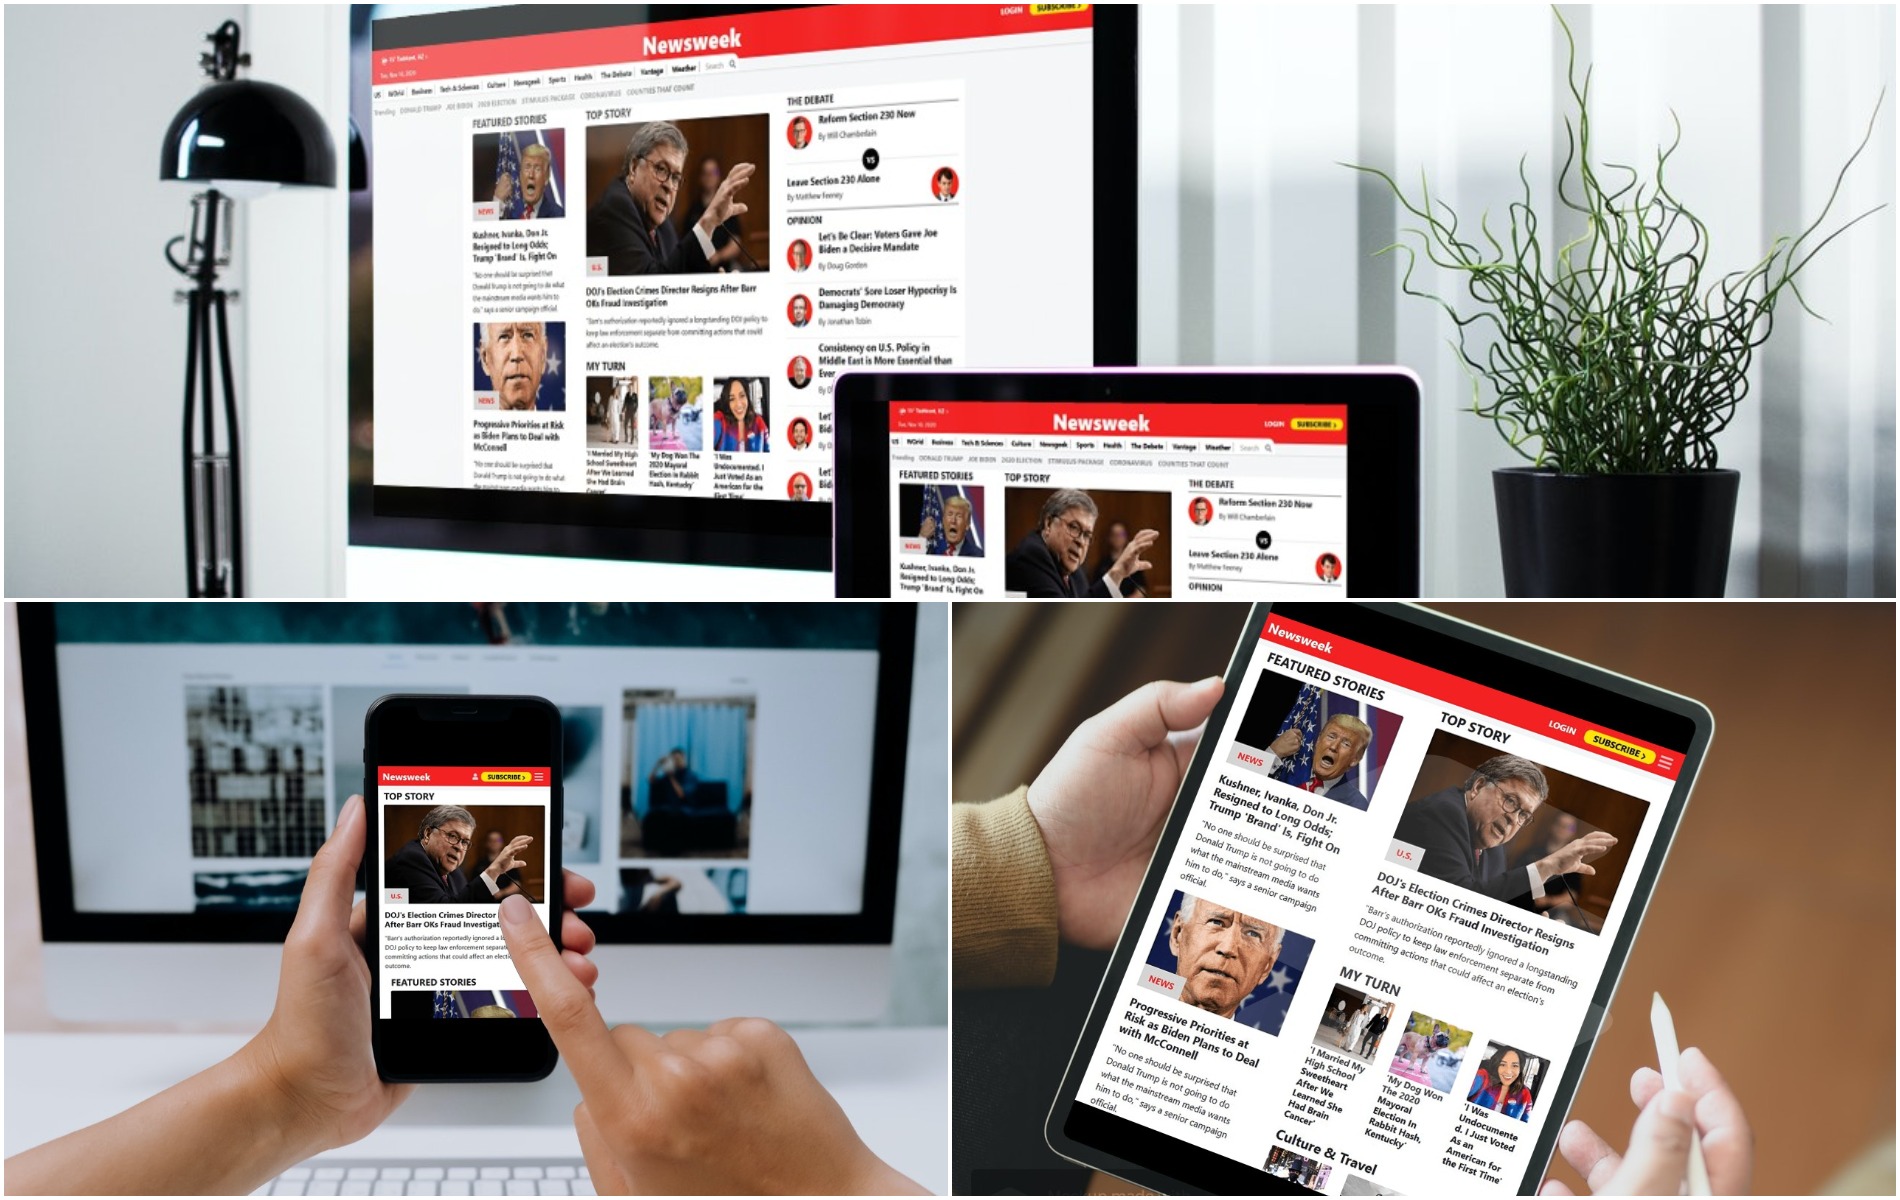 LOGIN
SUBSCRIBE >
Newsweek
Tue, Nov 10, 2020
US
World
Business
Tech & Science
Culture
Newsgeek
Sports
Health
The Debate
Vantage
Weather
Search
Trending
DONALD TRUMP
JOE BIDEN
2020 ELECTION
STIMULUS PACKAGE
CORONAVIRUS
COUNTIES THAT COUNT
FEATURED STORIES
NEWS
Kushner, Ivanka, Don Jr.
Resigned to Long Odds;
Trump 'Brand' Is, Fight On
"No one should be surprised that
Donald Trump is not going to do what
the mainstream media wants him to
do," says a senior campaign official.
NEWS
Progressive Priorities at Risk
as Biden Plans to Deal with
McConnell
"No one should be surprised that
Donald Trump is not going to do what
TOP STORY
U.S.
DOJ's Election Crimes Director Resigns After Barr
OKs Fraud Investigation
"Barr's authorization reportedly ignored a longstanding DOJ policy to
keep law enforcement separate from committing actions that could
affect an election's outcome.
MY TURN
'I Married My High
School Sweetheart
After We Learned
She Had Brain
Cancer'
'My Dog Won The
2020 Mayoral
Election In Rabbit
Hash, Kentucky'
'I Was
Undocumented. I
Just Voted As an
American for the
First Time'
THE DEBATE
Reform Section 230 Now
By Will Chamberlain
VS
Leave Section 230 Alone
By Matthew Feeney
OPINION
Let's Be Clear: Voters Gave Joe
Biden a Decisive Mandate
By Doug Gordon
Democrats' Sore Loser Hypocrisy Is
Damaging Democracy
By Jonathan Tobin
Consistency on U.S. Policy in
Middle East is More Essential than
Ever
Let'
Bid
Let'
Bid
Newsweek
Tue, Nov 10, 2020
LOGIN
SUBSCRIBE >
US
World
Business
Tech & Science
Culture
Newsgeek
Sports
Health
The Debate
Vantage
Weather
Search
Trending
DONALD TRUMP
JOE BIDEN
2020 ELECTION
STIMULUS PACKAGE
CORONAVIRUS
COUNTIES THAT COUNT
FEATURED STORIES
NEWS
Kushner, Ivanka, Don Jr.
Resigned to Long Odds;
Trump 'Brand' Is, Fight On
TOP STORY
THE DEBATE
Reform Section 230 Now
By Will Chamberlain
VS
Leave Section 230 Alone
By Matthew Feeney
OPINION
Newsweek
SUBSCRIBE >
TOP STORY
U.S.
DOJ's Election Crimes Director
After Barr OKs Fraud Investigat
"Barr's authorization reportedly ignored a
DOJ policy to keep law enforcement separat
committing actions that could affect an elect
outcome.
FEATURED STORIES
Newsweek
LOGIN
SUBSCRIBE >
FEATURED STORIES
NEWS
Kushner, Ivanka, Don Jr.
Resigned to Long Odds;
Trump 'Brand' Is, Fight On
"No one should be surprised that
Donald Trump is not going to do
what the mainstream media wants
him to do," says a senior campaign
official.
NEWS
Progressive Priorities at
Risk as Biden Plans to Deal
with McConnell
"No one should be surprised that
Donald Trump is not going to do
what the mainstream media wants
him to do," says a senior campaign
official.
TOP STORY
U.S.
DOJ's Election Crimes Director Resigns
After Barr OKs Fraud Investigation
"Barr's authorization reportedly ignored a longstanding
DOJ policy to keep law enforcement separate from
committing actions that could affect an election's
outcome.
MY TURN
'I Married My
High School
Sweetheart
After We
Learned She
Had Brain
Cancer'
'My Dog Won
The 2020
Mayoral
Election In
Rabbit Hash,
Kentucky'
'I Was
Undocumente
d. I Just Voted
As an
American for
the First Time'
Culture & Travel